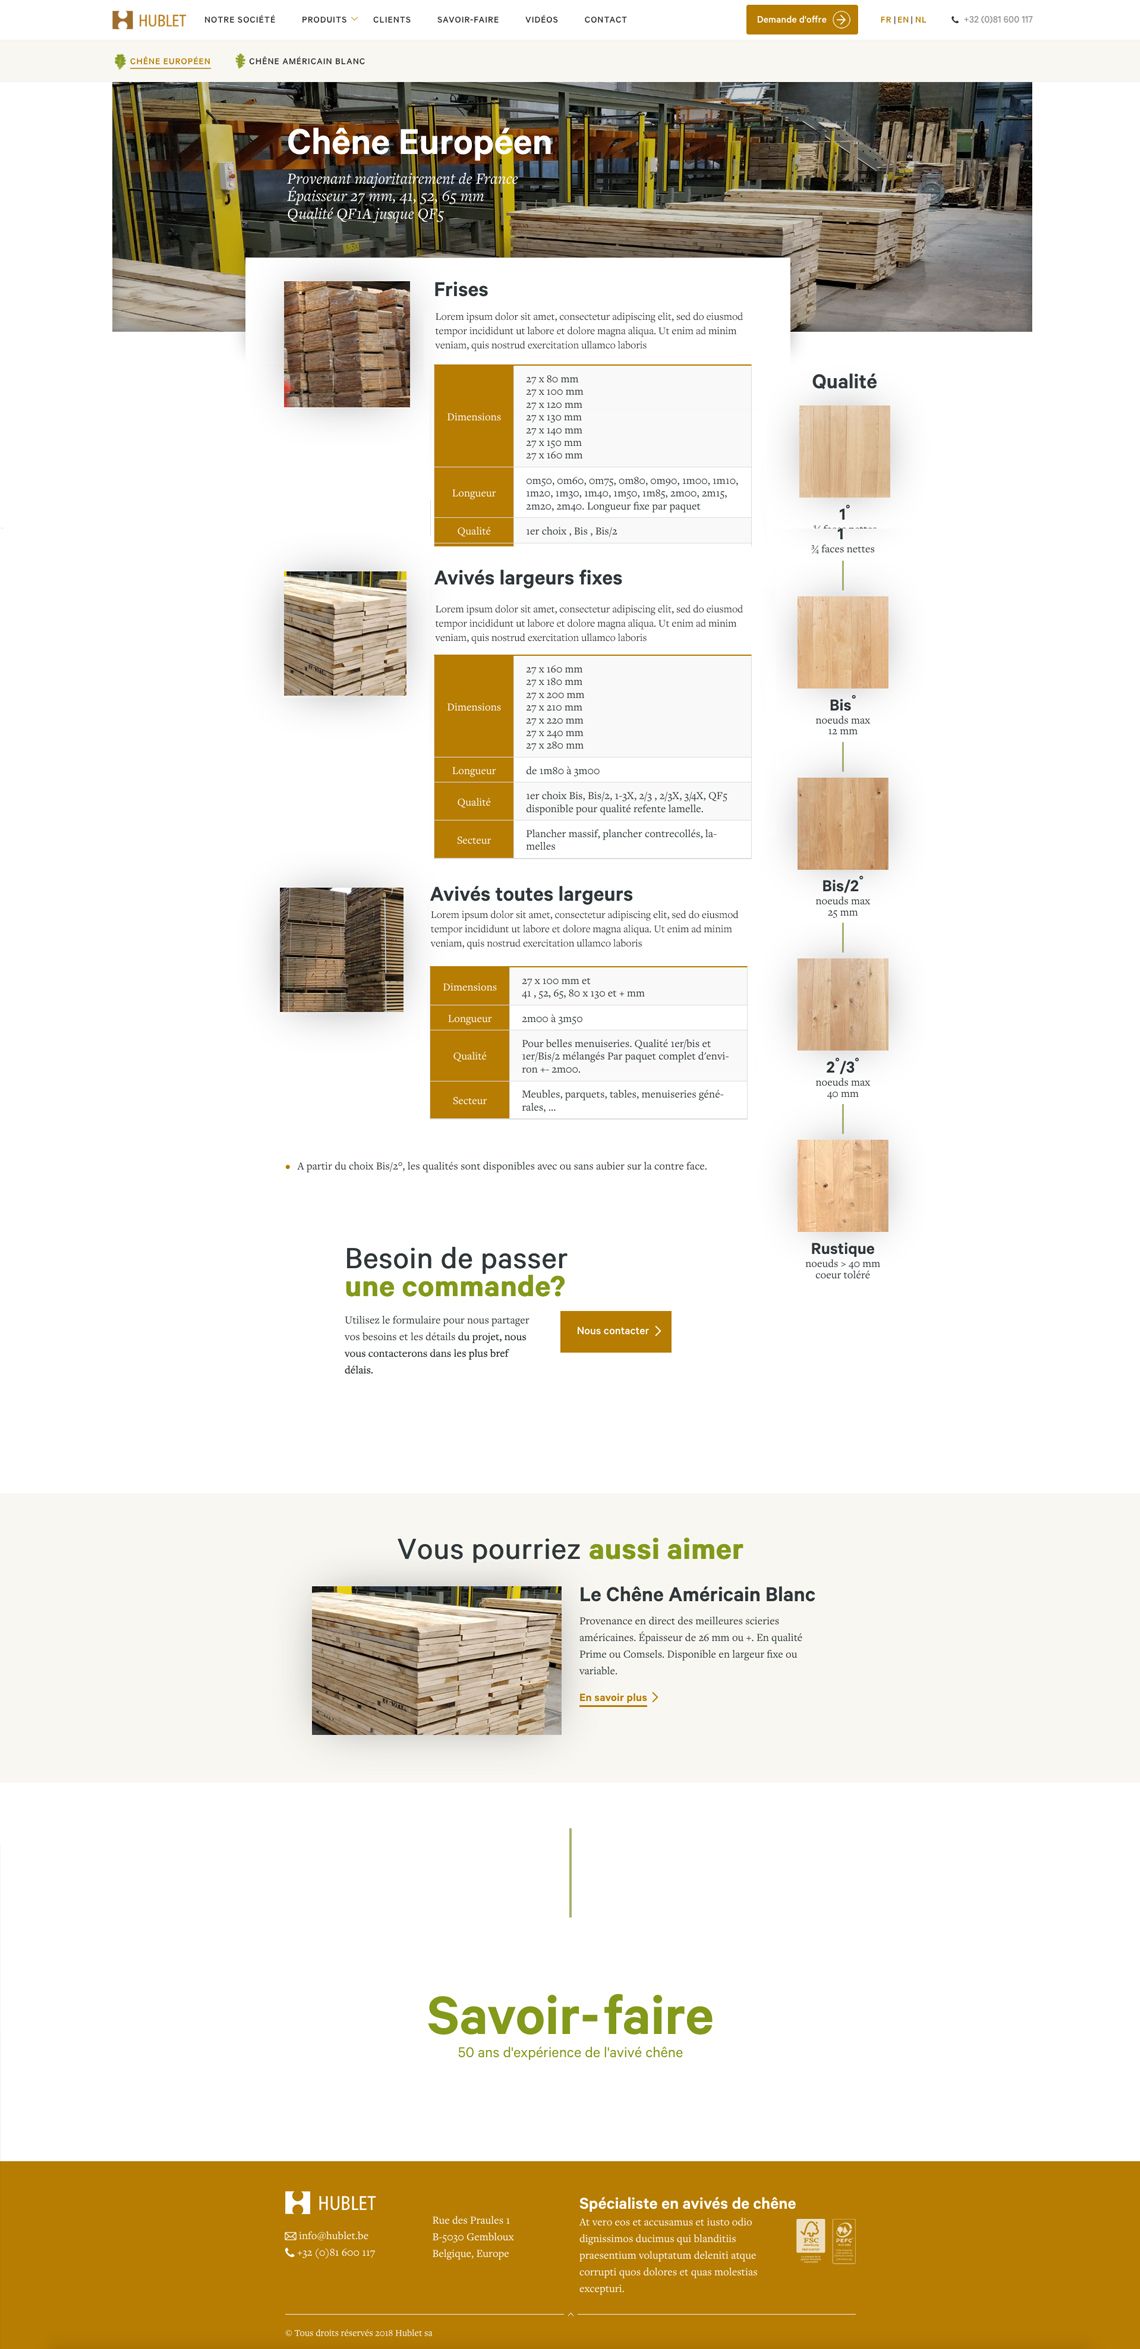 HUBLET
NOTRE SOCIÉTÉ
PRODUITS
CLIENTS
SAVOIR-FAIRE
VIDÉOS
CONTACT
Demande d'offre
FR | EN | NL
+32 (0)81 600 117
CHÊNE EUROPÉEN
CHÊNE AMÉRICAIN BLANC
Chêne Européen
Provenant majoritairement de France
Épaisseur 27 mm, 41, 52, 65 mm
Qualité QF1A jusque QF5
Frises
Lorem ipsum dolor sit amet, consectetur adipiscing elit, sed do eiusmod
tempor incididunt ut labore et dolore magna aliqua. Ut enim ad minim
veniam, quis nostrud exercitation ullamco laboris
Dimensions
27 x 80 mm
27 x 100 mm
27 x 120 mm
27 x 130 mm
27 x 140 mm
27 x 150 mm
27 x 160 mm
Longueur
0m50, 0m60, 0m75, 0m80, 0m90, 1m00, 1m10,
1m20, 1m30, 1m40, 1m50, 1m85, 2m00, 2m15,
2m20, 2m40. Longueur fixe par paquet
Qualité
1er choix , Bis , Bis/2
Avivés largeurs fixes
Lorem ipsum dolor sit amet, consectetur adipiscing elit, sed do eiusmod
tempor incididunt ut labore et dolore magna aliqua. Ut enim ad minim
veniam, quis nostrud exercitation ullamco laboris
Dimensions
27 x 160 mm
27 x 180 mm
27 x 200 mm
27 x 210 mm
27 x 220 mm
27 x 240 mm
27 x 280 mm
Longueur
de 1m80 à 3m00
Qualité
1er choix Bis, Bis/2, 1-3X, 2/3 , 2/3X, 3/4X, QF5
disponible pour qualité refente lamelle.
Secteur
Plancher massif, plancher contrecollés, la-
melles
Avivés toutes largeurs
Lorem ipsum dolor sit amet, consectetur adipiscing elit, sed do eiusmod
tempor incididunt ut labore et dolore magna aliqua. Ut enim ad minim
veniam, quis nostrud exercitation ullamco laboris
Dimensions
27 x 100 mm et
41 , 52, 65, 80 x 130 et + mm
Longueur
2m00 à 3m50
Qualité
Pour belles menuiseries. Qualité 1er/bis et
1er/Bis/2 mélangés Par paquet complet d'envi-
ron +- 2m00.
Secteur
Meubles, parquets, tables, menuiseries géné-
rales, ...
• A partir du choix Bis/2°, les qualités sont disponibles avec ou sans aubier sur la contre face.
Qualité
1°
1
¾ faces nettes
Bis°
noeuds max
12 mm
Bis/2°
noeuds max
25 mm
2°/3°
noeuds max
40 mm
Rustique
noeuds > 40 mm
coeur toléré
Besoin de passer
une commande?
Utilisez le formulaire pour nous partager
vos besoins et les détails du projet, nous
vous contacterons dans les plus bref
délais.
Nous contacter
Vous pourriez aussi aimer
Le Chêne Américain Blanc
Provenance en direct des meilleures scieries
américaines. Épaisseur de 26 mm ou +. En qualité
Prime ou Comsels. Disponible en largeur fixe ou
variable.
En savoir plus
Savoir-faire
50 ans d'expérience de l'avivé chêne
HUBLET
info@hublet.be
+32 (0)81 600 117
Rue des Praules 1
B-5030 Gembloux
Belgique, Europe
Spécialiste en avivés de chêne
At vero eos et accusamus et iusto odio
dignissimos ducimus qui blanditiis
praesentium voluptatum deleniti atque
corrupti quos dolores et quas molestias
excepturi.
FSC
PEFC
© Tous droits réservés 2018 Hublet sa